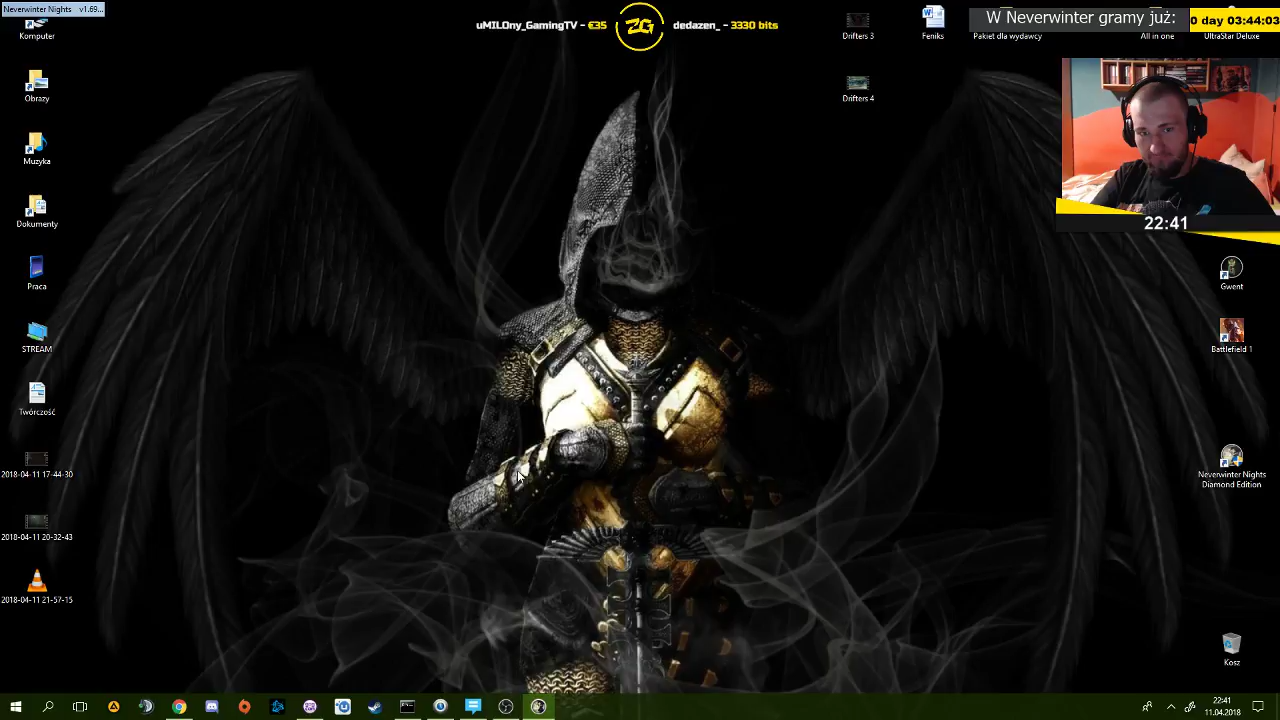 Neverwinter Nights v1.69...
uMILOny_GamingTV - €35
ZG
dedazen_ - 3330 bits
W Neverwinter gramy już:
0 day 03:44:03
Komputer
Drifters 3
Feniks
Pakiet dla wydawcy
All in one
UltraStar Deluxe
Obrazy
Drifters 4
Muzyka
Dokumenty
22:41
Praca
Gwent
STREAM
Battlefield 1
Twórczość
2018-04-11 17-44-30
Neverwinter Nights
Diamond Edition
2018-04-11 20-32-43
2018-04-11 21-57-15
Kosz
22:41
11.04.2018